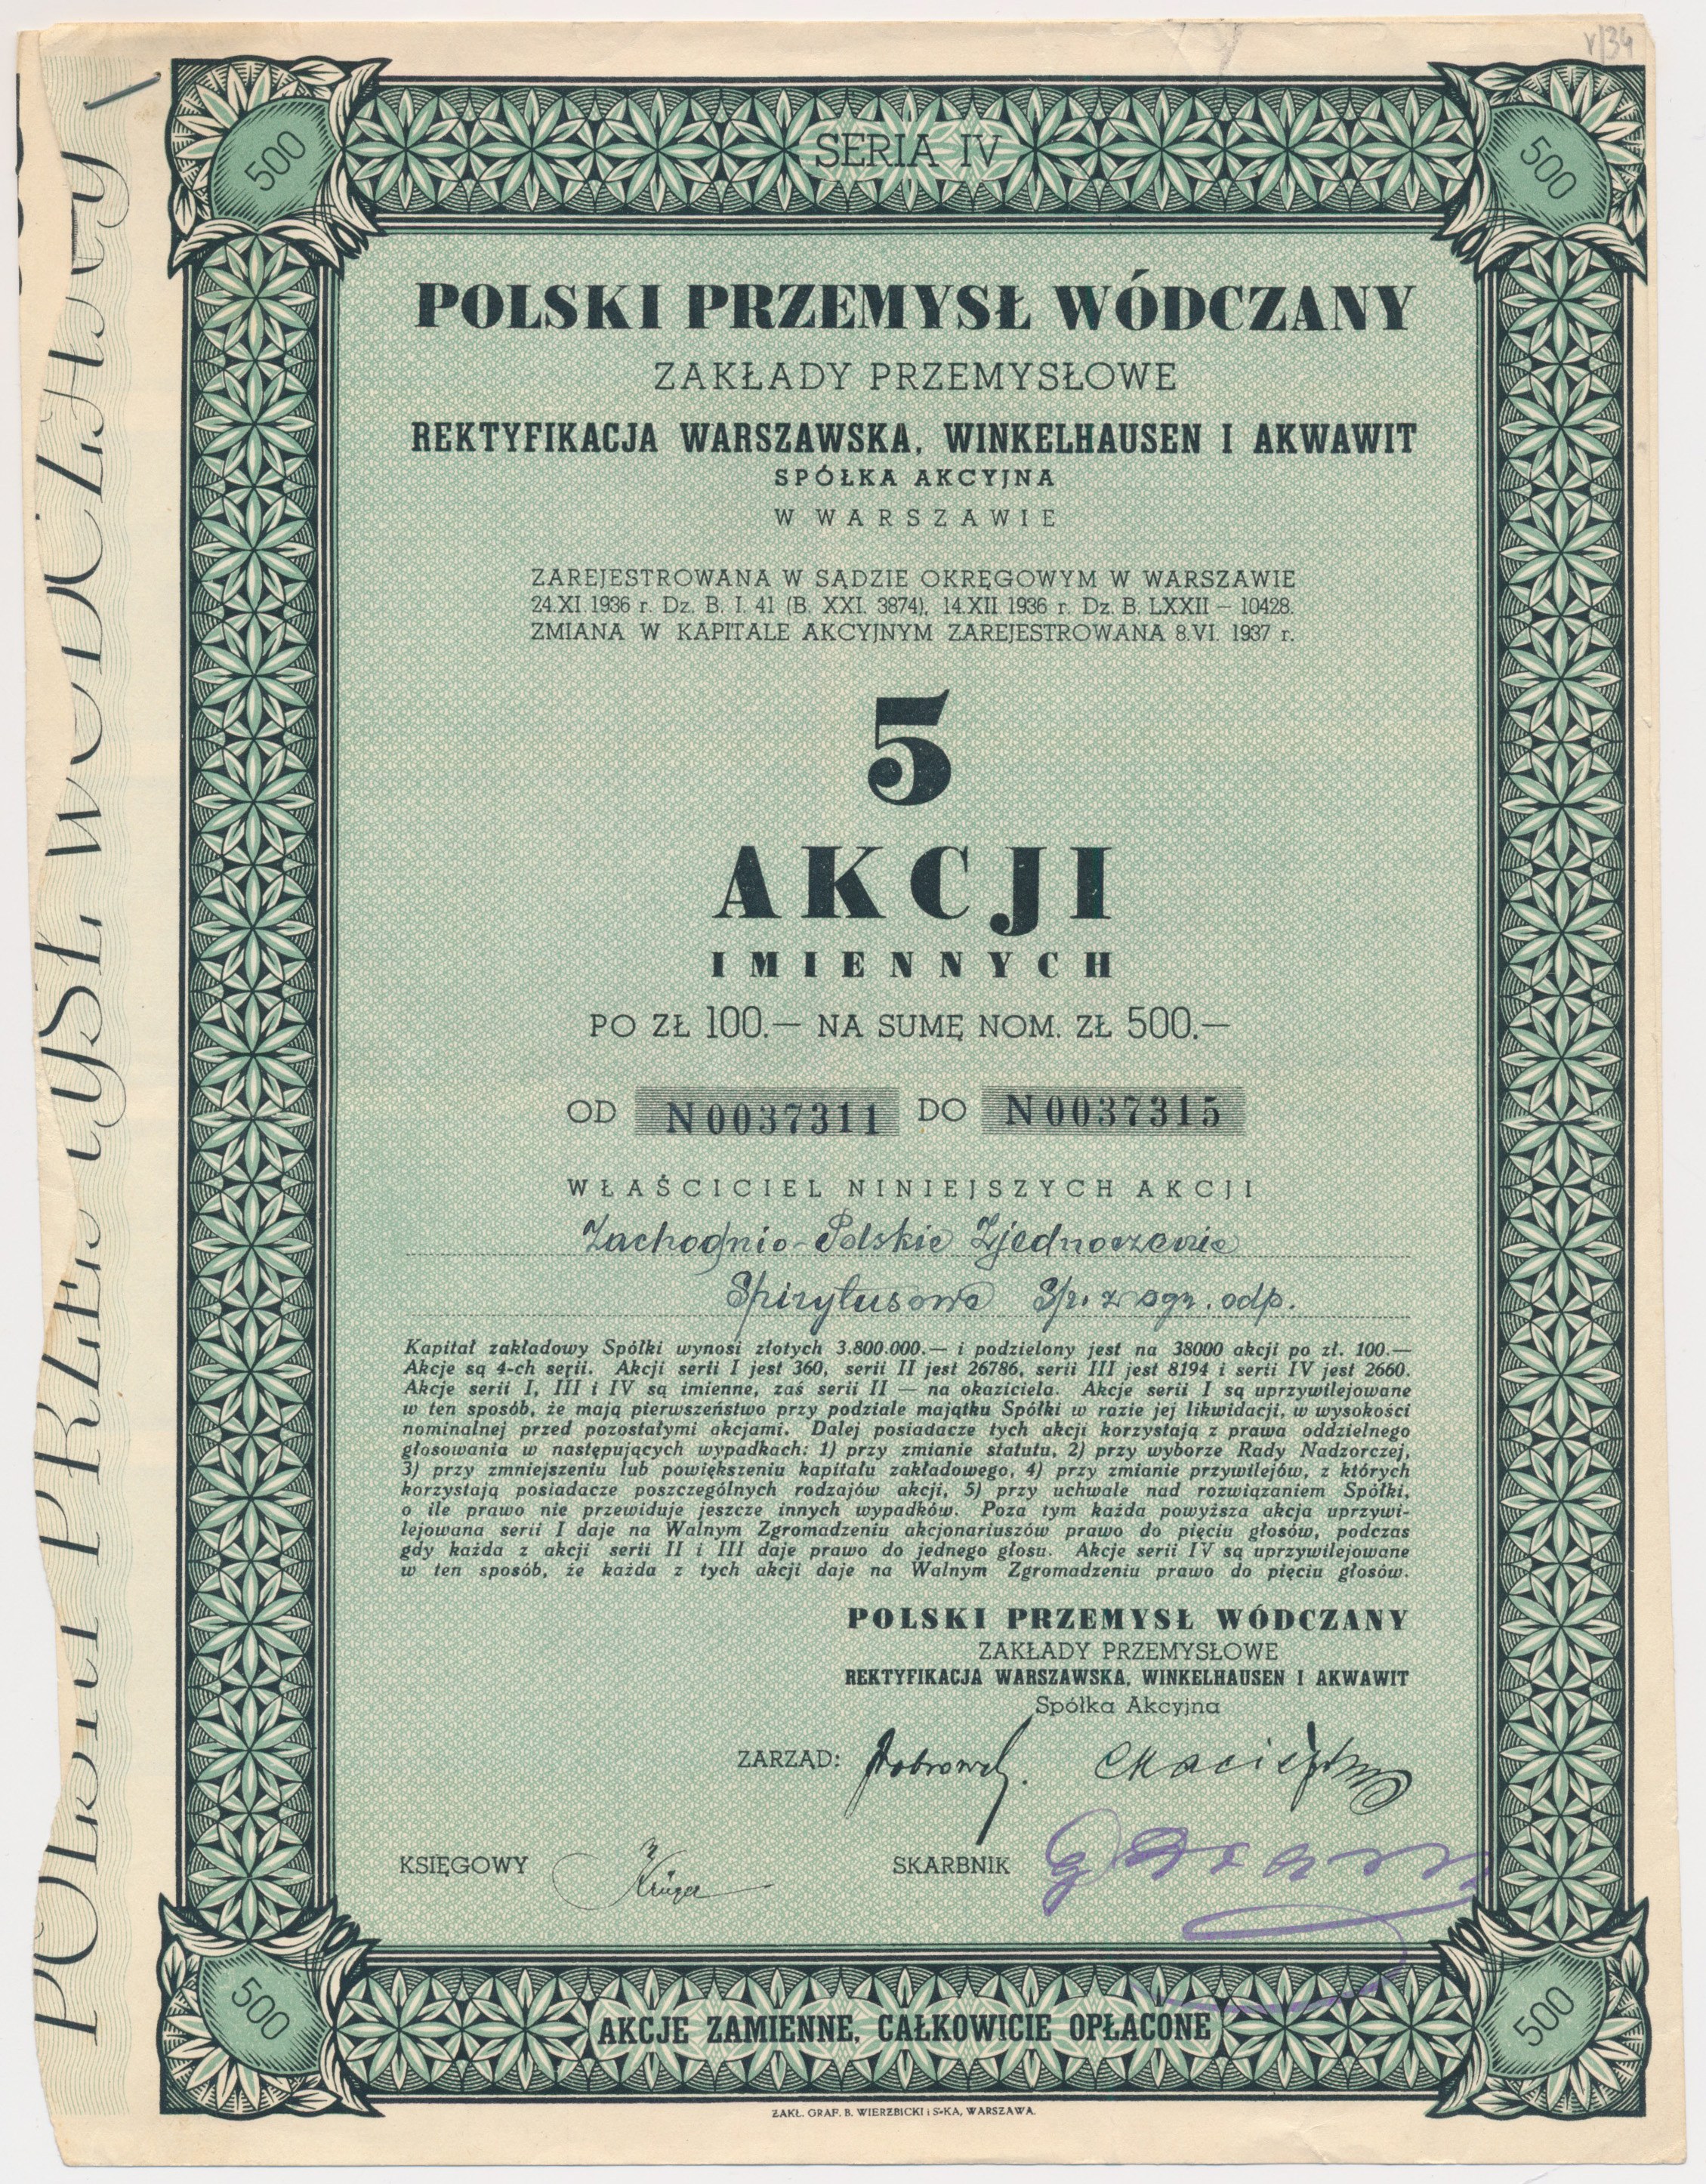 V/34
500
SERIA IV
500
POLSKI PRZEMYSŁ WÓDCZANY
POLSKI PRZEMYSŁ WÓDCZANY
ZAKŁADY PRZEMYSŁOWE
REKTYFIKACJA WARSZAWSKA, WINKELHAUSEN I AKWAWIT
SPÓŁKA AKCYJNA
W WARSZAWIE
ZAREJESTROWANA W SĄDZIE OKRĘGOWYM W WARSZAWIE
24.XI. 1936 r. Dz. B. I. 41 (B. XXI. 3874), 14.XII 1936 r. Dz. B. LXXII — 10428.
ZMIANA W KAPITALE AKCYJNYM ZAREJESTROWANA 8.VI. 1937 r.
5
AKCJI
IMIENNYCH
PO ZŁ 100.— NA SUMĘ NOM. ZŁ 500.—
OD N0037311 DO N0037315
WŁAŚCICIEL NINIEJSZYCH AKCJI
Zachodnio-Polskie Zjednoczenie
Spirytusowe Sp. z ogr. odp.
Kapitał zakładowy Spółki wynosi złotych 3.800.000.— i podzielony jest na 38000 akcji po zł. 100.—
Akcje są 4-ch serii. Akcji serii I jest 360, serii II jest 26786, serii III jest 8194 i serii IV jest 2660.
Akcje serii I, III i IV są imienne, zaś serii II — na okaziciela. Akcje serii I są uprzywilejowane
w ten sposób, że mają pierwszeństwo przy podziale majątku Spółki w razie jej likwidacji, w wysokości
nominalnej przed pozostałymi akcjami. Dalej posiadacze tych akcji korzystają z prawa oddzielnego
głosowania w następujących wypadkach: 1) przy zmianie statutu, 2) przy wyborze Rady Nadzorczej,
3) przy zmniejszeniu lub powiększeniu kapitału zakładowego, 4) przy zmianie przywilejów, z których
korzystają posiadacze poszczególnych rodzajów akcji, 5) przy uchwale nad rozwiązaniem Spółki,
o ile prawo nie przewiduje jeszcze innych wypadków. Poza tym każda powyższa akcja uprzywi-
lejowana serii I daje na Walnym Zgromadzeniu akcjonariuszów prawo do pięciu głosów, podczas
gdy każda z akcji serii II i III daje prawo do jednego głosu. Akcje serii IV są uprzywilejowane
w ten sposób, że każda z tych akcji daje na Walnym Zgromadzeniu prawo do pięciu głosów.
POLSKI PRZEMYSŁ WÓDCZANY
ZAKŁADY PRZEMYSŁOWE
REKTYFIKACJA WARSZAWSKA, WINKELHAUSEN I AKWAWIT
Spółka Akcyjna
ZARZĄD:
KSIĘGOWY Krüger SKARBNIK
500
AKCJE ZAMIENNE, CAŁKOWICIE OPŁACONE
500
ZAKŁ. GRAF. B. WIERZBICKI i S-KA, WARSZAWA.